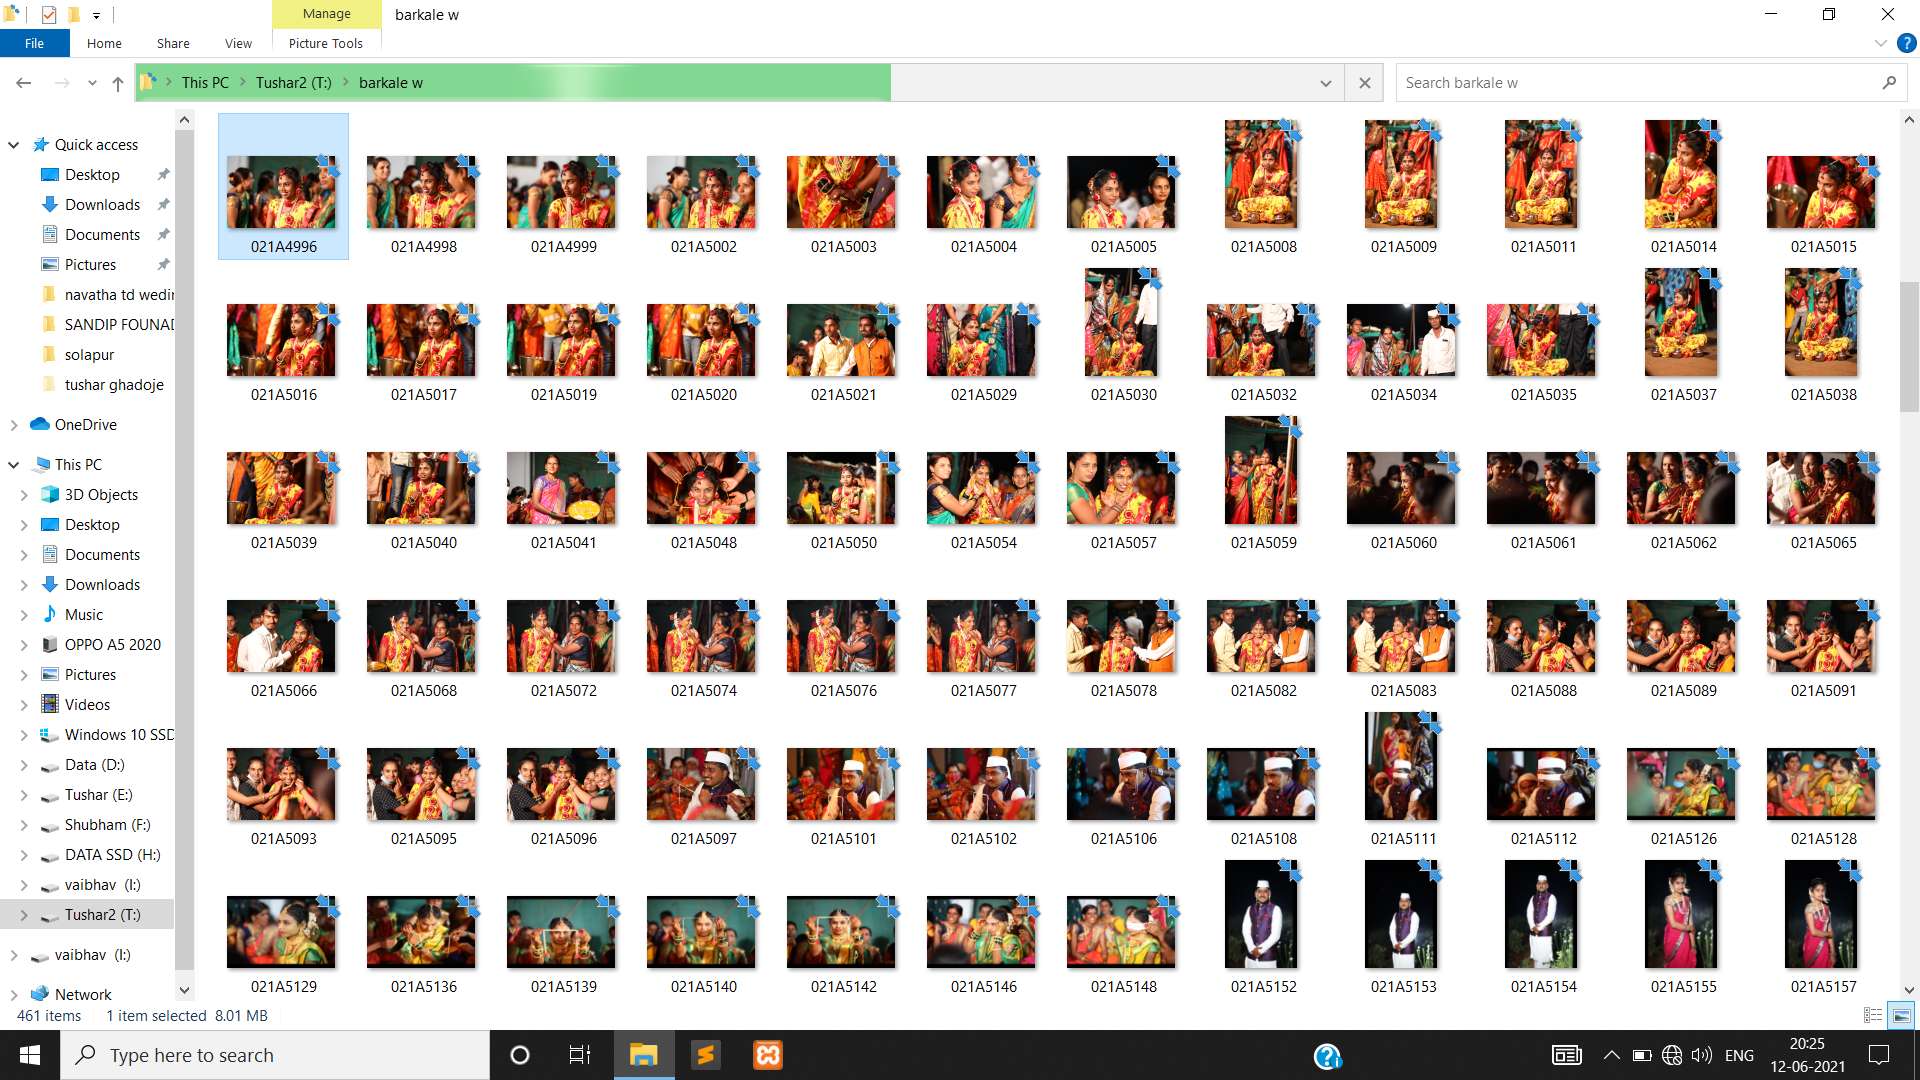 Manage
barkale w
File
Home
Share
View
Picture Tools
This PC
Tushar2 (T:)
barkale w
Search barkale w
Quick access
Desktop
Downloads
Documents
Pictures
navatha td wedin
SANDIP FOUNAD
solapur
tushar ghadoje
OneDrive
This PC
3D Objects
Desktop
Documents
Downloads
Music
OPPO A5 2020
Pictures
Videos
Windows 10 SSD
Data (D:)
Tushar (E:)
Shubham (F:)
DATA SSD (H:)
vaibhav (I:)
Tushar2 (T:)
vaibhav (I:)
Network
021A4996 021A4998 021A4999 021A5002 021A5003 021A5004 021A5005 021A5008 021A5009 021A5011 021A5014 021A5015
021A5016 021A5017 021A5019 021A5020 021A5021 021A5029 021A5030 021A5032 021A5034 021A5035 021A5037 021A5038
021A5039 021A5040 021A5041 021A5048 021A5050 021A5054 021A5057 021A5059 021A5060 021A5061 021A5062 021A5065
021A5066 021A5068 021A5072 021A5074 021A5076 021A5077 021A5078 021A5082 021A5083 021A5088 021A5089 021A5091
021A5093 021A5095 021A5096 021A5097 021A5101 021A5102 021A5106 021A5108 021A5111 021A5112 021A5126 021A5128
021A5129 021A5136 021A5139 021A5140 021A5142 021A5146 021A5148 021A5152 021A5153 021A5154 021A5155 021A5157
461 items 1 item selected 8.01 MB
Type here to search
ENG
20:25
12-06-2021